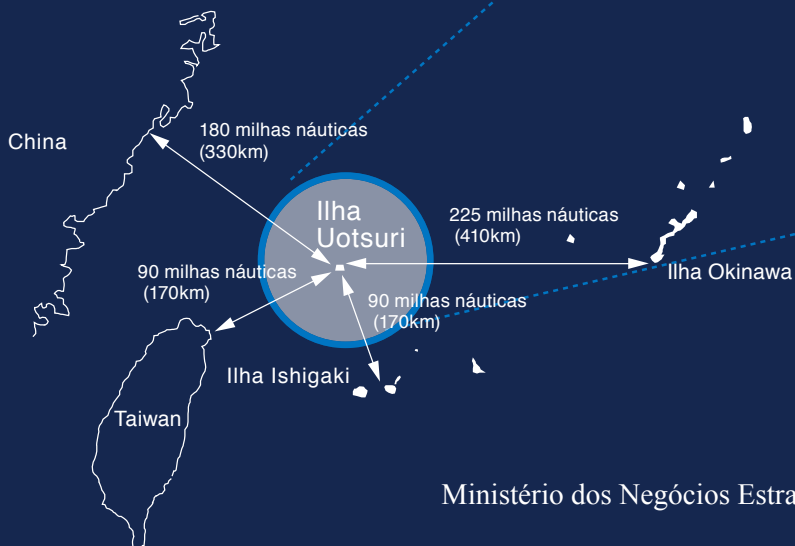 180 milhas náuticas
(330km)
China
Ilha
Uotsuri
225 milhas náuticas
(410km)
90 milhas náuticas
(170km)
Ilha Okinawa
90 milhas náuticas
(170km)
Ilha Ishigaki
Taiwan
Ministério dos Negócios